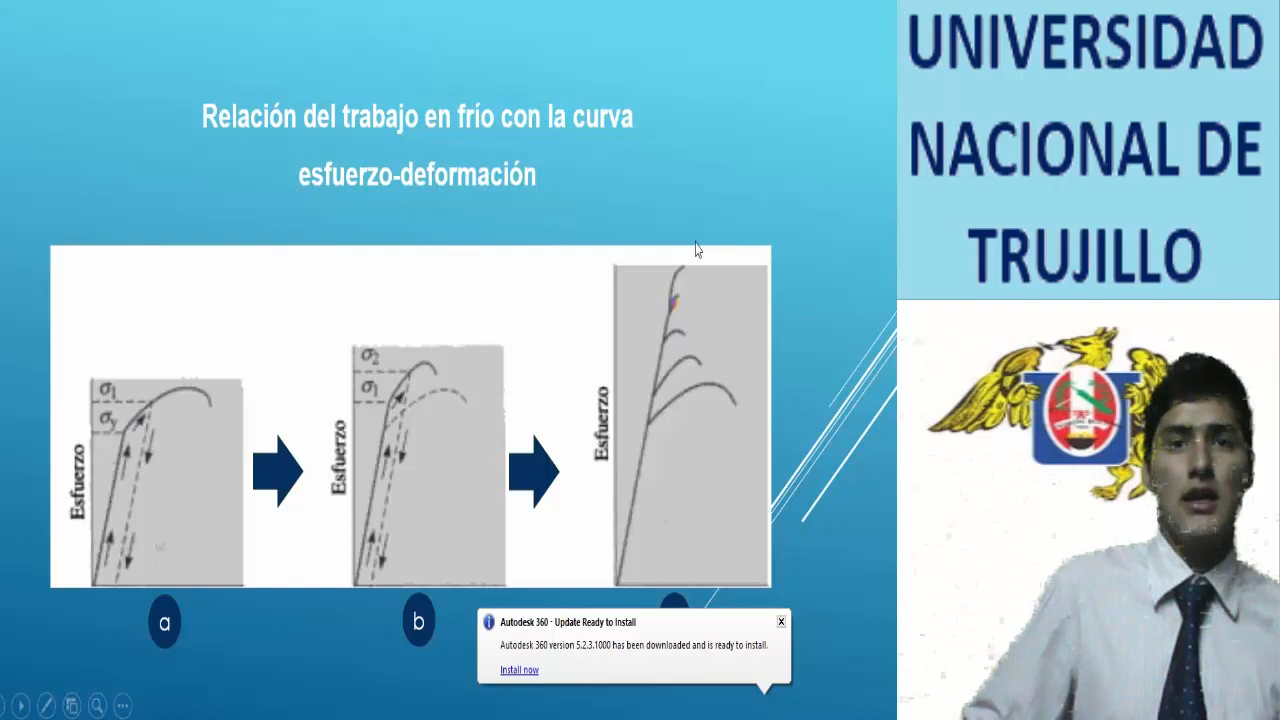 Relación del trabajo en frío con la curva
esfuerzo-deformación
UNIVERSIDAD
NACIONAL DE
TRUJILLO
σ1
σy
Esfuerzo
σ2
σ1
Esfuerzo
Esfuerzo
a
b
Autodesk 360 - Update Ready to Install
Autodesk 360 version 5.2.3.1000 has been downloaded and is ready to install.
Install now